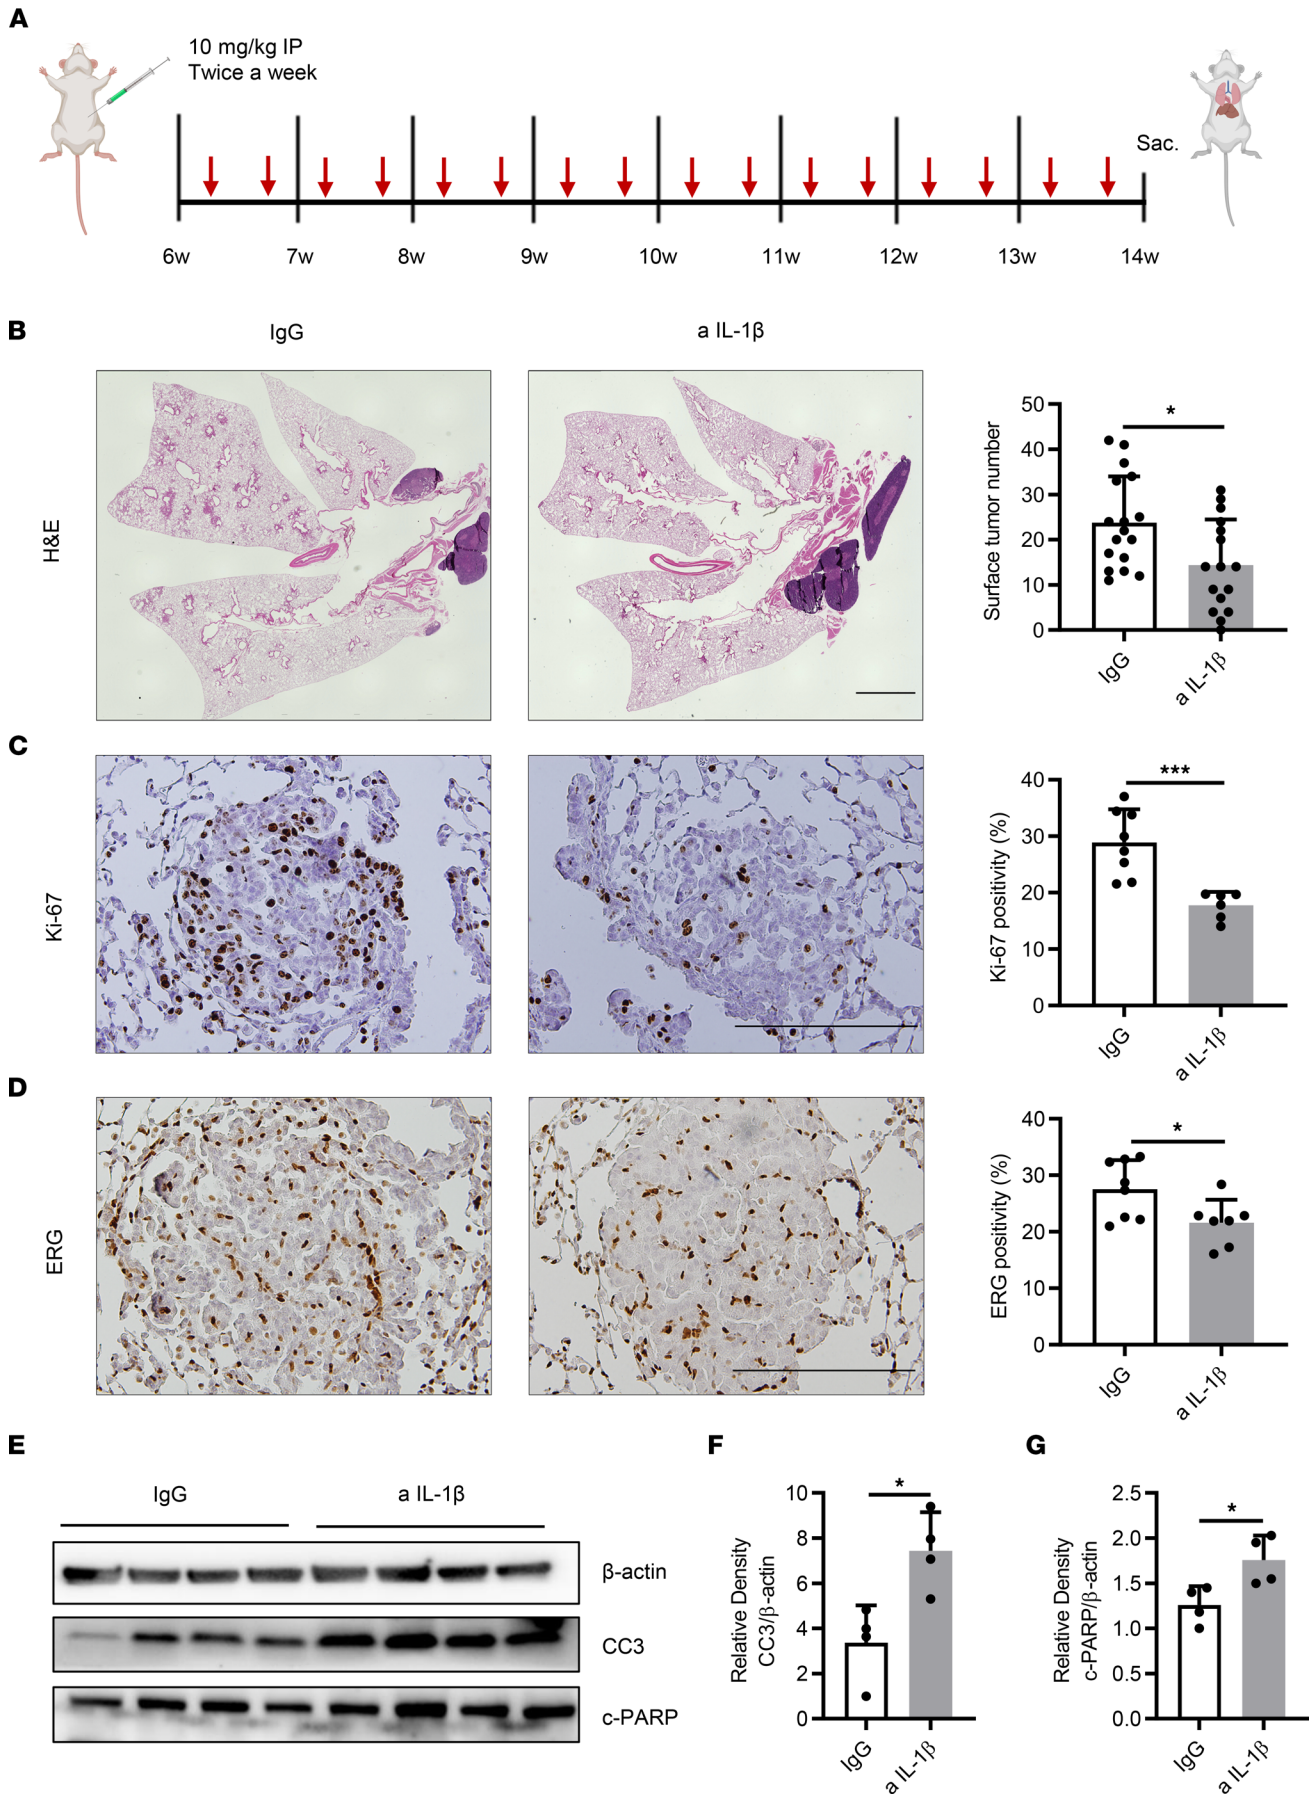 A
10 mg/kg IP
Twice a week
Sac.
6w 7w 8w 9w 10w 11w 12w 13w 14w
B
IgG
a IL-1β
H&E
Surface tumor number
50
40
30
20
10
0
*
IgG
a IL-1β
C
Ki-67
Ki-67 positivity (%)
40
30
20
10
0
***
IgG
a IL-1β
D
ERG
ERG positivity (%)
40
30
20
10
0
*
IgG
a IL-1β
E
IgG
a IL-1β
β-actin
CC3
c-PARP
F
Relative Density
CC3/β-actin
10
8
6
4
2
0
*
IgG
a IL-1β
G
Relative Density
c-PARP/β-actin
2.5
2.0
1.5
1.0
0.5
0.0
*
IgG
a IL-1β